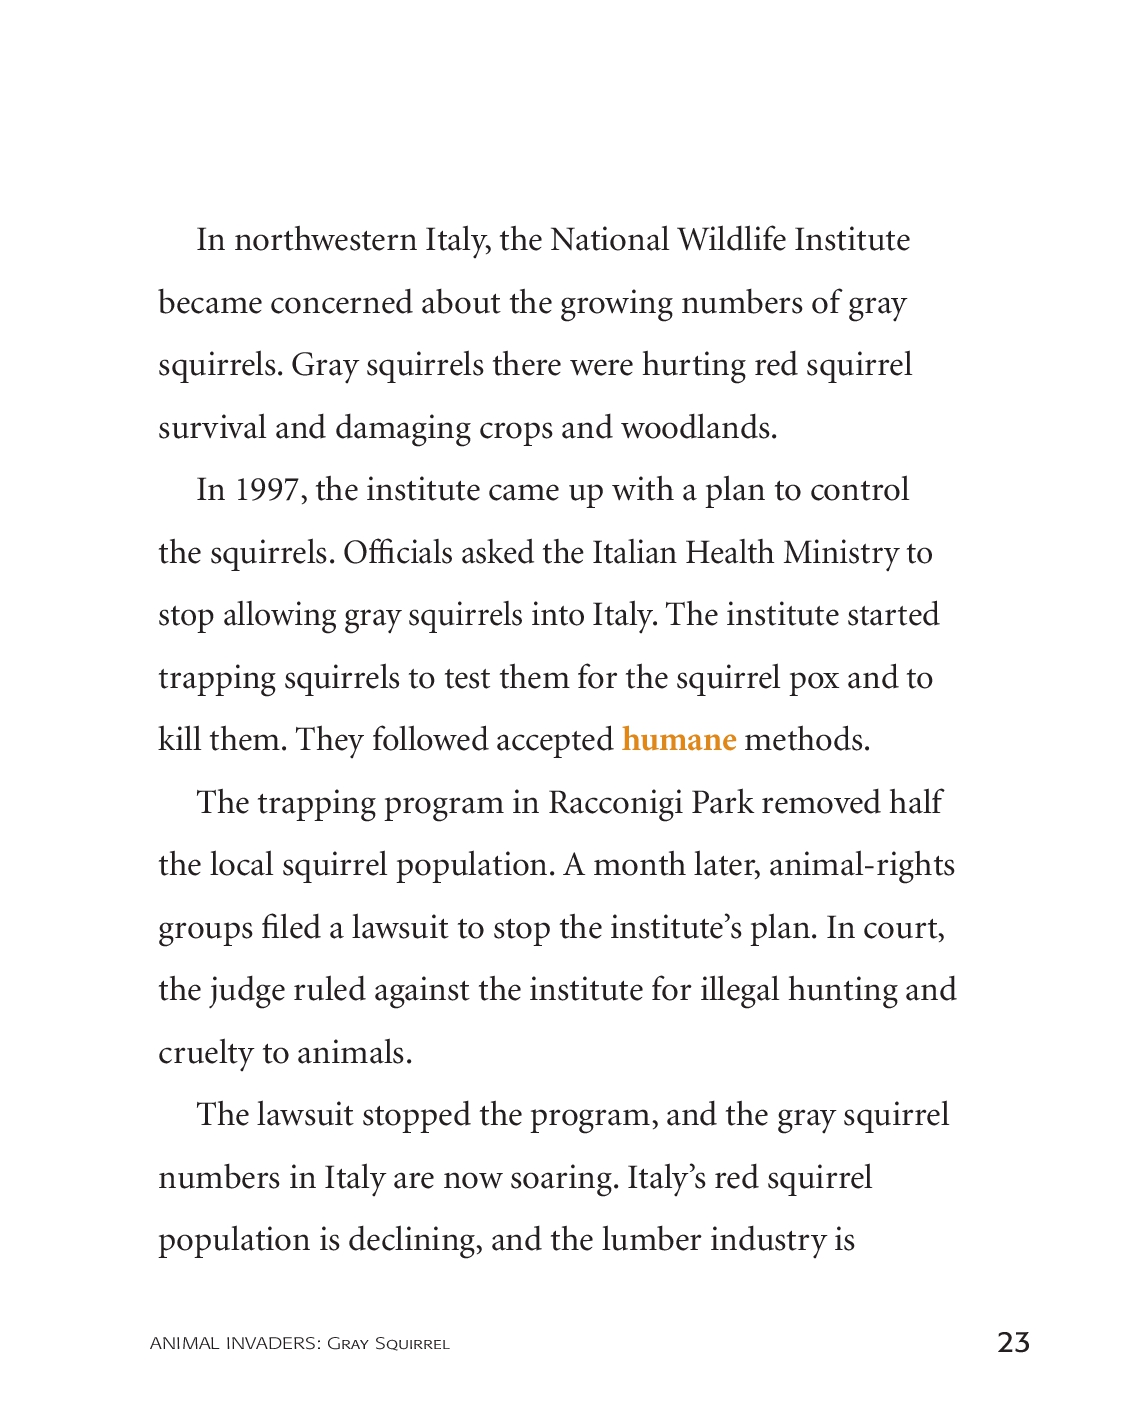 In northwestern Italy, the National Wildlife Institute
became concerned about the growing numbers of gray
squirrels. Gray squirrels there were hurting red squirrel
survival and damaging crops and woodlands.
In 1997, the institute came up with a plan to control
the squirrels. Officials asked the Italian Health Ministry to
stop allowing gray squirrels into Italy. The institute started
trapping squirrels to test them for the squirrel pox and to
kill them. They followed accepted humane methods.
The trapping program in Racconigi Park removed half
the local squirrel population. A month later, animal-rights
groups filed a lawsuit to stop the institute’s plan. In court,
the judge ruled against the institute for illegal hunting and
cruelty to animals.
The lawsuit stopped the program, and the gray squirrel
numbers in Italy are now soaring. Italy’s red squirrel
population is declining, and the lumber industry is
ANIMAL INVADERS: Gray Squirrel 23